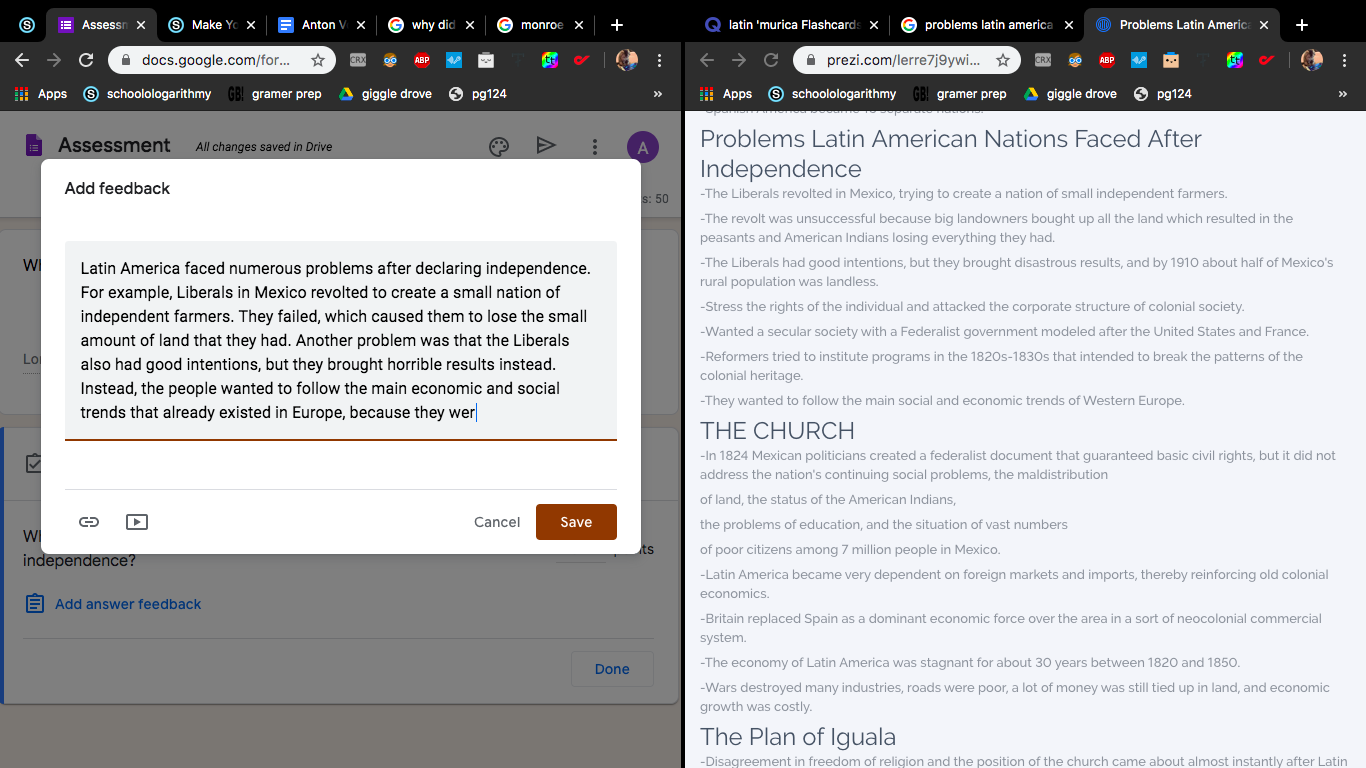 Assessm
Make Yo
Anton V
why did
monroe
latin 'murica Flashcards
problems latin america
Problems Latin Americ
docs.google.com/for...
CRX
ABP
prezi.com/lerre7j9ywi...
CRX
ABP
Apps
schoolologarithmy
GB!
gramer prep
giggle drove
pg124
»
Apps
schoolologarithmy
GB!
gramer prep
giggle drove
pg124
»
-Spanish America became 16 separate nations.
Assessment
All changes saved in Drive
A
s: 50
Add feedback
Latin America faced numerous problems after declaring independence.
For example, Liberals in Mexico revolted to create a small nation of
independent farmers. They failed, which caused them to lose the small
amount of land that they had. Another problem was that the Liberals
also had good intentions, but they brought horrible results instead.
Instead, the people wanted to follow the main economic and social
trends that already existed in Europe, because they wer
Cancel
Save
Wh
Lo
Wh
ts
independence?
Add answer feedback
Done
Problems Latin American Nations Faced After
Independence
-The Liberals revolted in Mexico, trying to create a nation of small independent farmers.
-The revolt was unsuccessful because big landowners bought up all the land which resulted in the
peasants and American Indians losing everything they had.
-The Liberals had good intentions, but they brought disastrous results, and by 1910 about half of Mexico's
rural population was landless.
-Stress the rights of the individual and attacked the corporate structure of colonial society.
-Wanted a secular society with a Federalist government modeled after the United States and France.
-Reformers tried to institute programs in the 1820s-1830s that intended to break the patterns of the
colonial heritage.
-They wanted to follow the main social and economic trends of Western Europe.
THE CHURCH
-In 1824 Mexican politicians created a federalist document that guaranteed basic civil rights, but it did not
address the nation's continuing social problems, the maldistribution
of land, the status of the American Indians,
the problems of education, and the situation of vast numbers
of poor citizens among 7 million people in Mexico.
-Latin America became very dependent on foreign markets and imports, thereby reinforcing old colonial
economics.
-Britain replaced Spain as a dominant economic force over the area in a sort of neocolonial commercial
system.
-The economy of Latin America was stagnant for about 30 years between 1820 and 1850.
-Wars destroyed many industries, roads were poor, a lot of money was still tied up in land, and economic
growth was costly.
The Plan of Iguala
-Disagreement in freedom of religion and the position of the church came about almost instantly after Latin